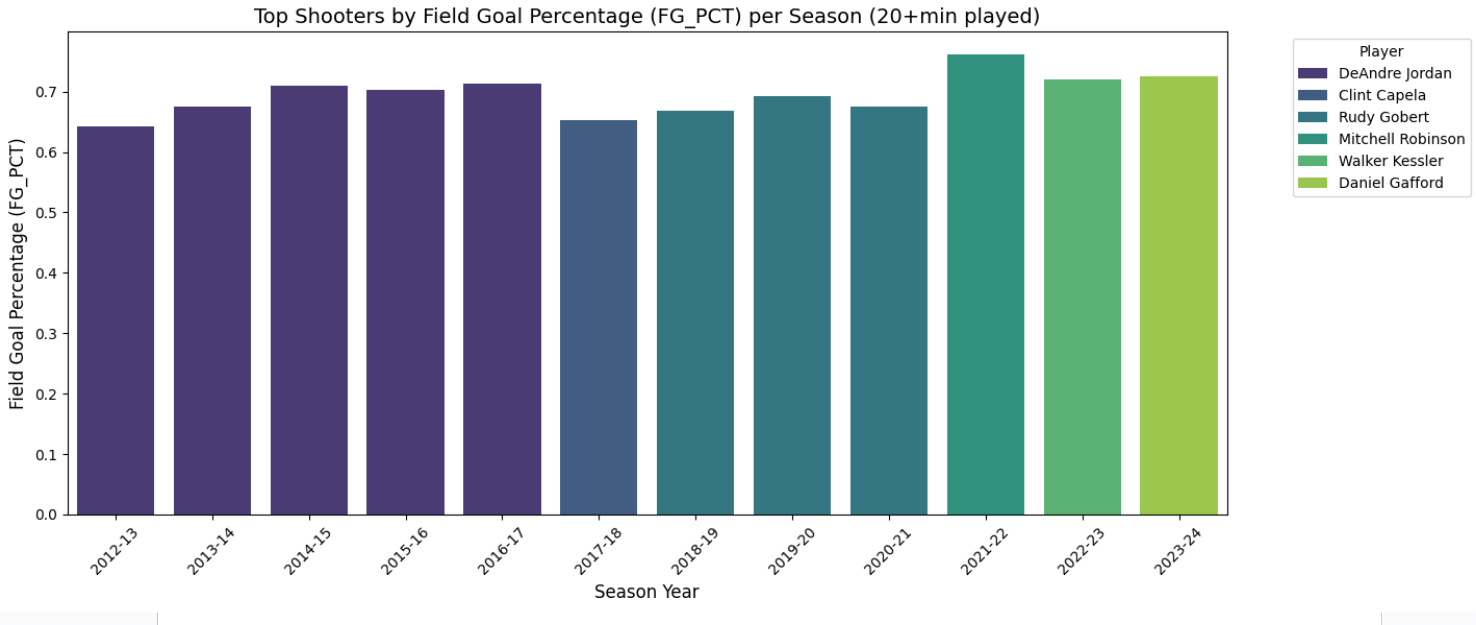 Top Shooters by Field Goal Percentage (FG_PCT) per Season (20+min played)
Field Goal Percentage (FG_PCT)
0.7
0.6
0.5
0.4
0.3
0.2
0.1
0.0
2012-13
2013-14
2014-15
2015-16
2016-17
2017-18
2018-19
2019-20
2020-21
2021-22
2022-23
2023-24
Season Year
Player
DeAndre Jordan
Clint Capela
Rudy Gobert
Mitchell Robinson
Walker Kessler
Daniel Gafford